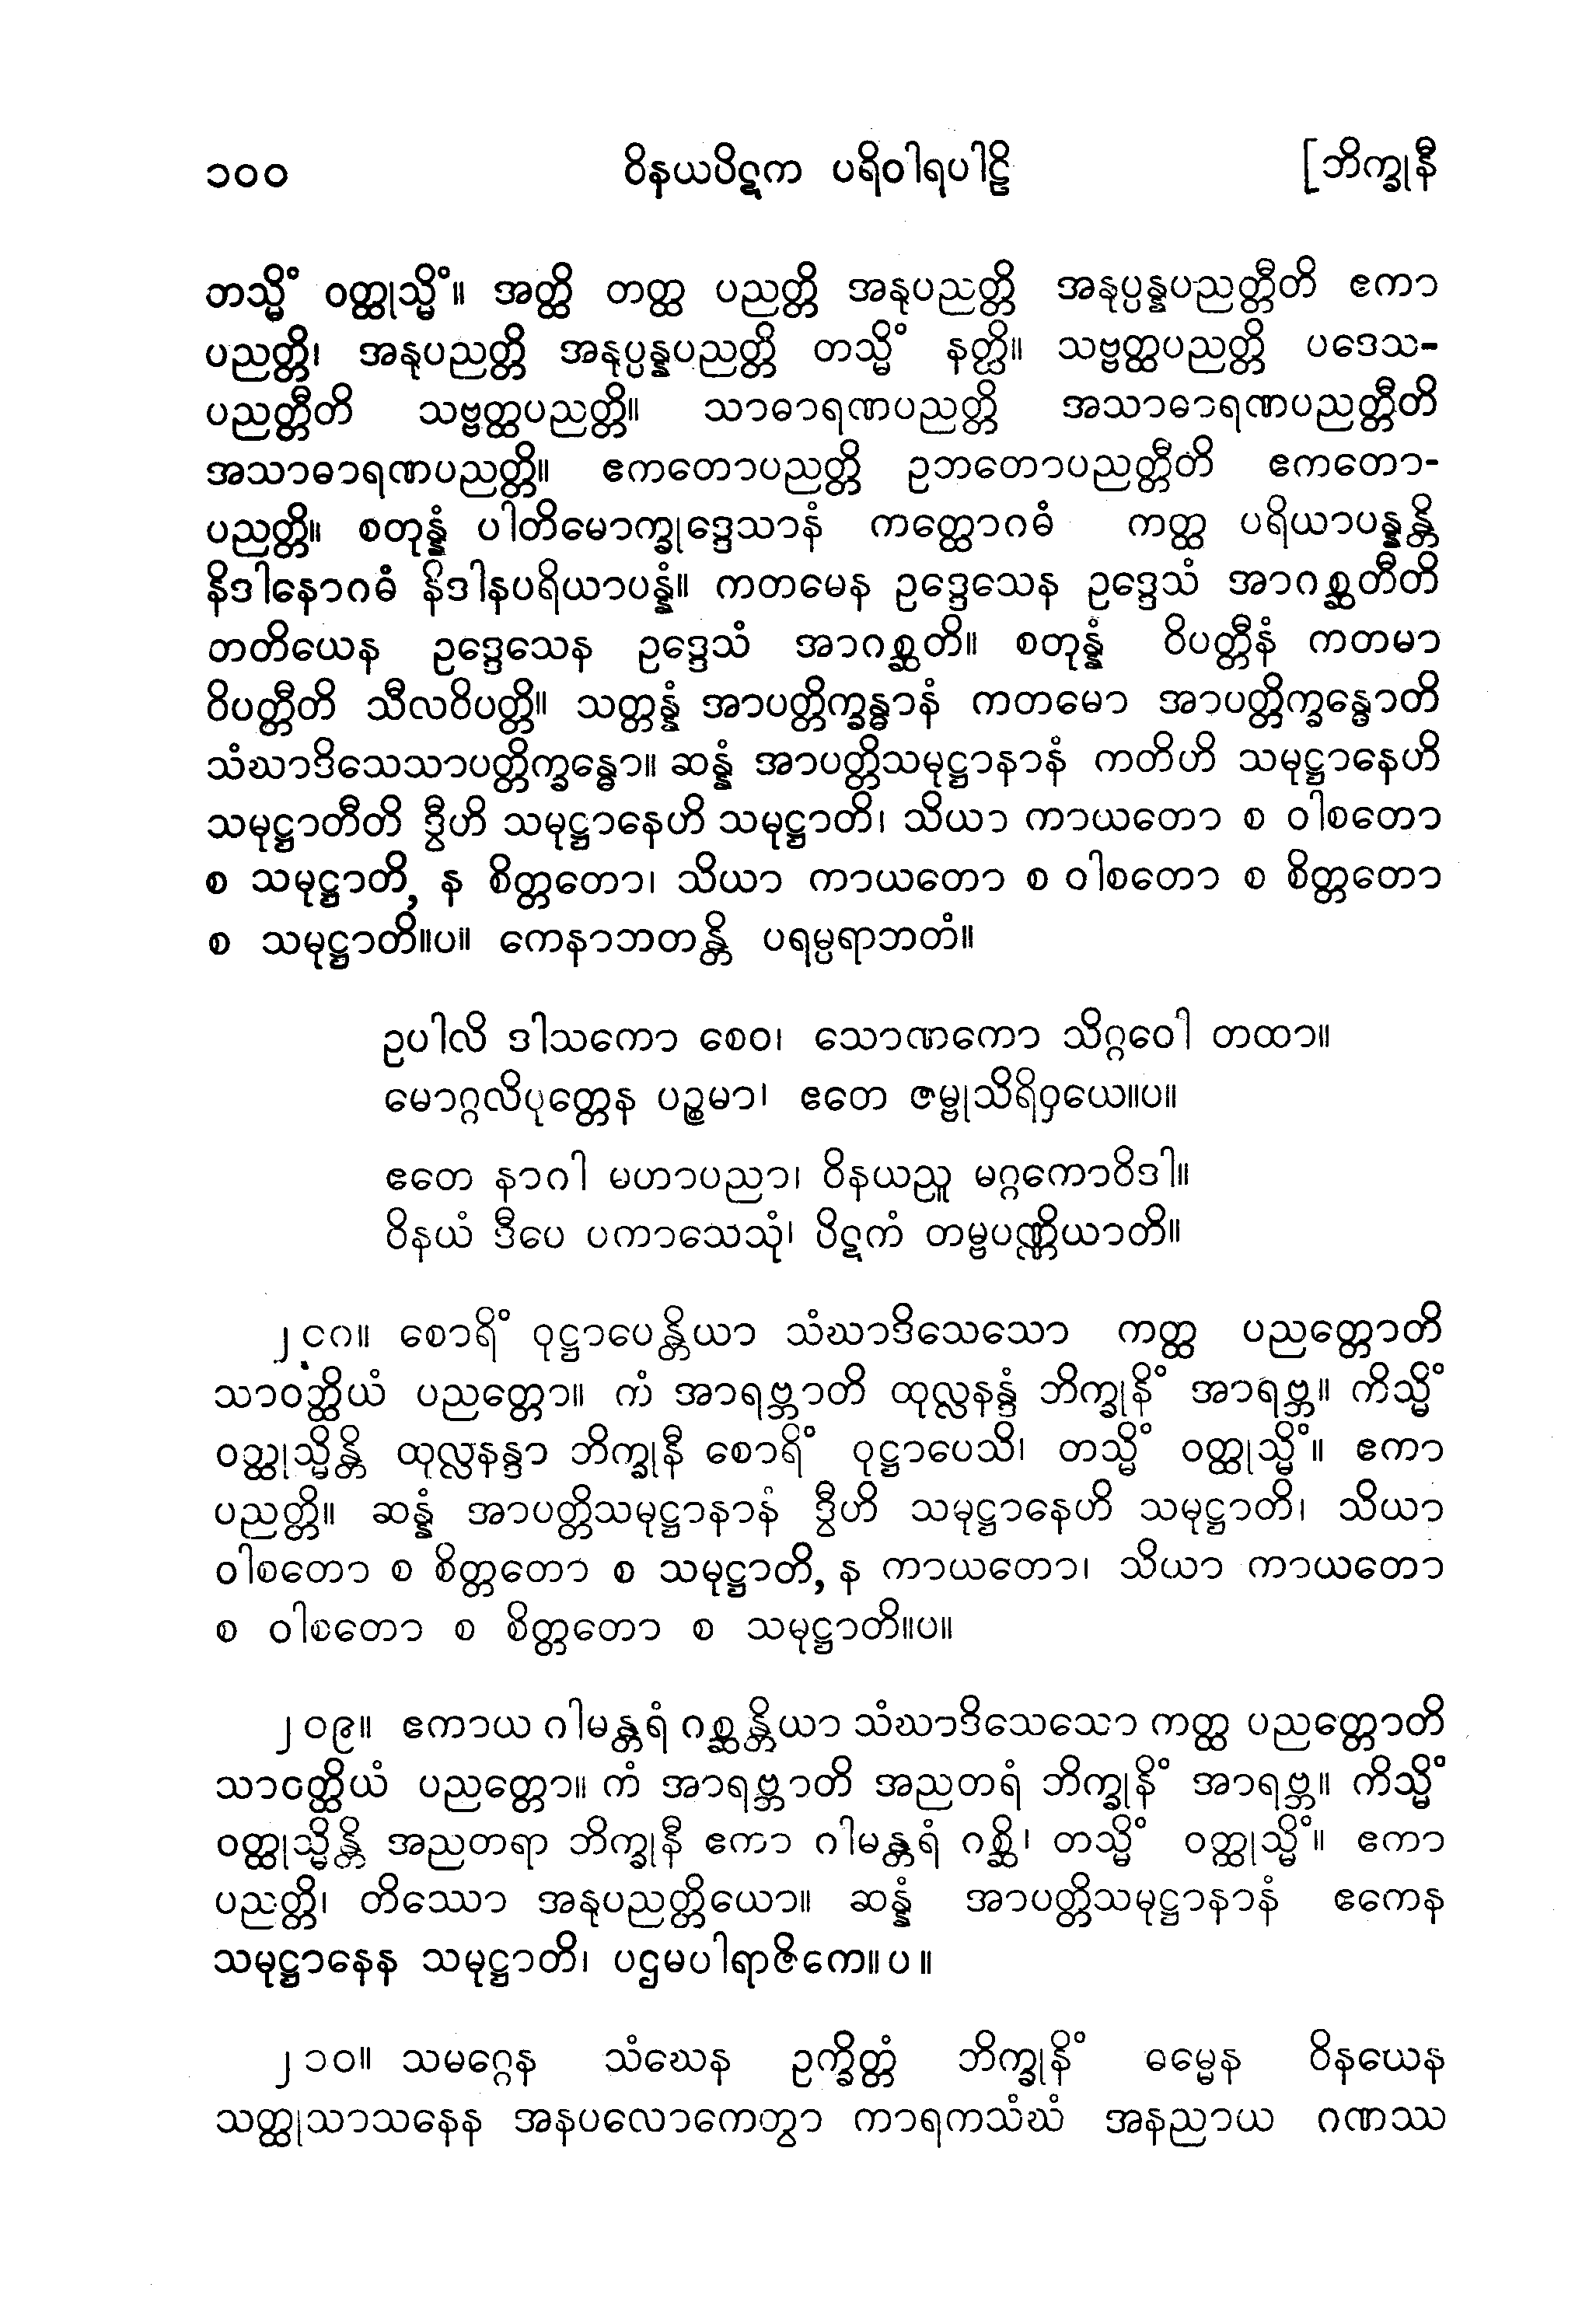 ၁၀၀ ဝိနယပိဋက ပရိဝါရပါဠိ [ဘိက္ခုနီ
တသ္မိံ ဝတ္ထုသ္မိံ။ အတ္ထိ တတ္ထ ပညတ္တိ အနုပညတ္တိ အနုပ္ပန္နပညတ္တီတိ ဧကာ
ပညတ္တိ၊ အနုပညတ္တိ အနုပ္ပန္နပညတ္တိ တသ္မိံ နတ္ထိ။ သဗ္ဗတ္ထပညတ္တိ ပဒေသ-
ပညတ္တီတိ သဗ္ဗတ္ထပညတ္တိ။ သာဓာရဏပညတ္တိ အသာဓာရဏပညတ္တီတိ
အသာဓာရဏပညတ္တိ။ ဧကတောပညတ္တိ ဥဘတောပညတ္တီတိ ဧကတော-
ပညတ္တိ။ စတုန္နံ ပါတိမောက္ခုဒ္ဒေသာနံ ကတ္ထောဂဓံ ကတ္ထ ပရိယာပန္နန္တိ
နိဒါနောဂဓံ နိဒါနပရိယာပန္နံ။ ကတမေန ဥဒ္ဒေသေန ဥဒ္ဒေသံ အာဂစ္ဆတီတိ
တတိယေန ဥဒ္ဒေသေန ဥဒ္ဒေသံ အာဂစ္ဆတိ။ စတုန္နံ ဝိပတ္တီနံ ကတမာ
ဝိပတ္တီတိ သီလဝိပတ္တိ။ သတ္တန္နံ အာပတ္တိက္ခန္ဓာနံ ကတမော အာပတ္တိက္ခန္ဓောတိ
သံဃာဒိသေသာပတ္တိက္ခန္ဓော။ ဆန္နံ အာပတ္တိသမုဋ္ဌာနာနံ ကတိဟိ သမုဋ္ဌာနေဟိ
သမုဋ္ဌာတီတိ ဒွီဟိ သမုဋ္ဌာနေဟိ သမုဋ္ဌာတိ၊ သိယာ ကာယတော စ ဝါစတော
စ သမုဋ္ဌာတိ, န စိတ္တတော၊ သိယာ ကာယတော စ ဝါစတော စ စိတ္တတော
စ သမုဋ္ဌာတိ။ပ။ ကေနာဘတန္တိ ပရမ္ပရာဘတံ။
ဥပါလိ ဒါသကော စေဝ၊ သောဏကော သိဂ္ဂဝေါ တထာ။
မောဂ္ဂလိပုတ္တေန ပဉ္စမာ၊ ဧတေ ဇမ္ဗုသိရိဝှယေ။ပ။
ဧတေ နာဂါ မဟာပညာ၊ ဝိနယညူ မဂ္ဂကောဝိဒါ။
ဝိနယံ ဒီပေ ပကာသေသုံ၊ ပိဋကံ တမ္ဗပဏ္ဏိယာတိ။
၂၄၈။ စောရိံ ဝုဋ္ဌာပေန္တိယာ သံဃာဒိသေသော ကတ္ထ ပညတ္တောတိ
သာဝတ္ထိယံ ပညတ္တော။ ကံ အာရဗ္ဘာတိ ထုလ္လနန္ဒံ ဘိက္ခုနိံ အာရဗ္ဘ။ ကိသ္မိံ
ဝတ္ထုသ္မိန္တိ ထုလ္လနန္ဒာ ဘိက္ခုနီ စောရိံ ဝုဋ္ဌာပေသိ၊ တသ္မိံ ဝတ္ထုသ္မိံ။ ဧကာ
ပညတ္တိ။ ဆန္နံ အာပတ္တိသမုဋ္ဌာနာနံ ဒွီဟိ သမုဋ္ဌာနေဟိ သမုဋ္ဌာတိ၊ သိယာ
ဝါစတော စ စိတ္တတော စ သမုဋ္ဌာတိ, န ကာယတော၊ သိယာ ကာယတော
စ ဝါစတော စ စိတ္တတော စ သမုဋ္ဌာတိ။ပ။
၂၀၉။ ဧကာယ ဂါမန္တရံ ဂစ္ဆန္တိယာ သံဃာဒိသေသော ကတ္ထ ပညတ္တောတိ
သာဝတ္ထိယံ ပညတ္တော။ ကံ အာရဗ္ဘာတိ အညတရံ ဘိက္ခုနိံ အာရဗ္ဘ။ ကိသ္မိံ
ဝတ္ထုသ္မိန္တိ အညတရာ ဘိက္ခုနီ ဧကာ ဂါမန္တရံ ဂစ္ဆိ၊ တသ္မိံ ဝတ္ထုသ္မိံ။ ဧကာ
ပညတ္တိ၊ တိဿော အနုပညတ္တိယော။ ဆန္နံ အာပတ္တိသမုဋ္ဌာနာနံ ဧကေန
သမုဋ္ဌာနေန သမုဋ္ဌာတိ၊ ပဌမပါရာဇိကေ။ပ။
၂၁၀။ သမဂ္ဂေန သံဃေန ဥက္ခိတ္တံ ဘိက္ခုနိံ ဓမ္မေန ဝိနယေန
သတ္ထုသာသနေန အနပလောကေတွာ ကာရကသံဃံ အနညာယ ဂဏဿ